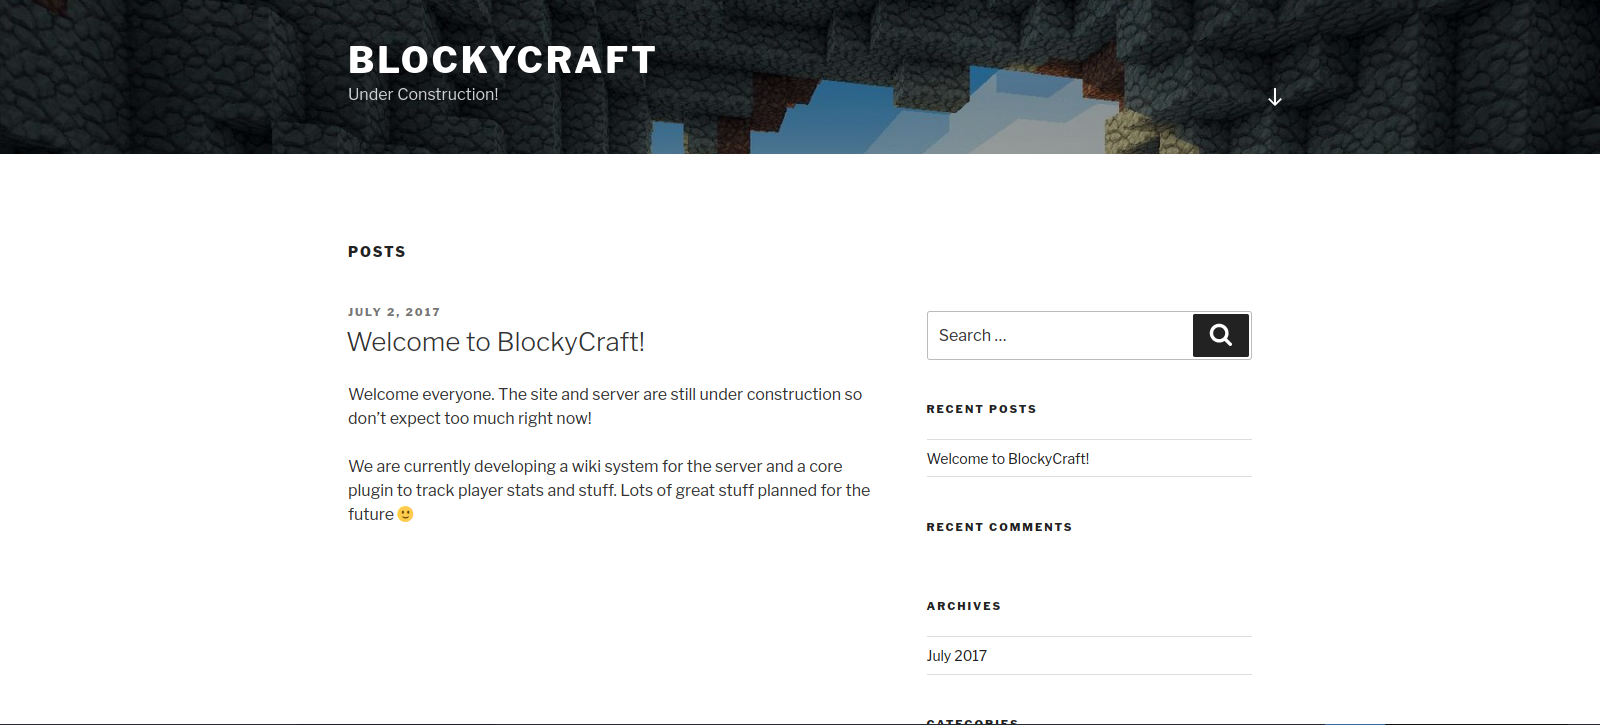 BLOCKYCRAFT
Under Construction!
POSTS
JULY 2, 2017
Welcome to BlockyCraft!
Welcome everyone. The site and server are still under construction so
don’t expect too much right now!
We are currently developing a wiki system for the server and a core
plugin to track player stats and stuff. Lots of great stuff planned for the
future 🙂
Search …
RECENT POSTS
Welcome to BlockyCraft!
RECENT COMMENTS
ARCHIVES
July 2017
CATEGORIES